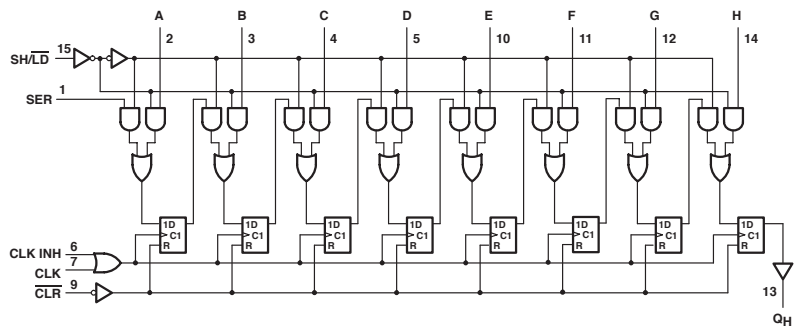 A B C D E F G H
2 3 4 5 10 11 12 14
SH/LD 15
SER 1
1D C1 R 1D C1 R 1D C1 R 1D C1 R 1D C1 R 1D C1 R 1D C1 R 1D C1 R
CLK INH 6
CLK 7
CLR 9
13
QH